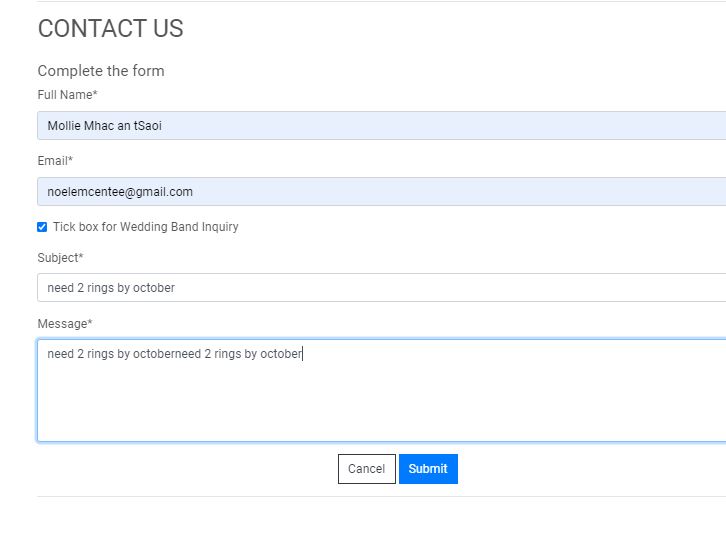 CONTACT US
Complete the form
Full Name*
Mollie Mhac an tSaoi
Email*
noelemcentee@gmail.com
Tick box for Wedding Band Inquiry
Subject*
need 2 rings by october
Message*
need 2 rings by octoberneed 2 rings by october
Cancel Submit